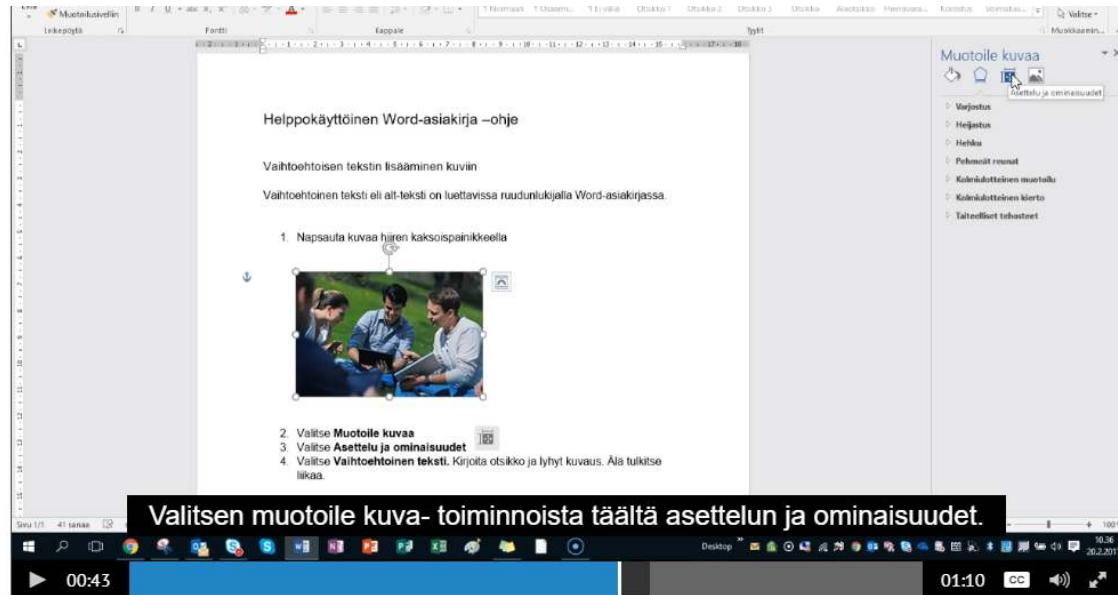 Muotoilusivellin
Valitse
Leikepöytä
Fontti
Kappale
Tyylit
Muokkaamin...
Muotoile kuvaa
Asettelu ja ominaisuudet
Varjostus
Heijastus
Hehku
Pehmeät reunat
Kolmiulotteinen muotoilu
Kolmiulotteinen kierto
Taiteelliset tehosteet
Helppokäyttöinen Word-asiakirja –ohje
Vaihtoehtoisen tekstin lisääminen kuviin
Vaihtoehtoinen teksti eli alt-teksti on luettavissa ruudunlukijalla Word-asiakirjassa.
1. Napsauta kuvaa hiiren kaksoispainikkeella
2. Valitse Muotoile kuvaa
3. Valitse Asettelu ja ominaisuudet
4. Valitse Vaihtoehtoinen teksti. Kirjoita otsikko ja lyhyt kuvaus. Älä tulkitse
liikaa.
Sivu 1/1 41 sanaa
Valitsen muotoile kuva- toiminnoista täältä asettelun ja ominaisuudet.
Desktop
10.36
00:43
01:10 CC